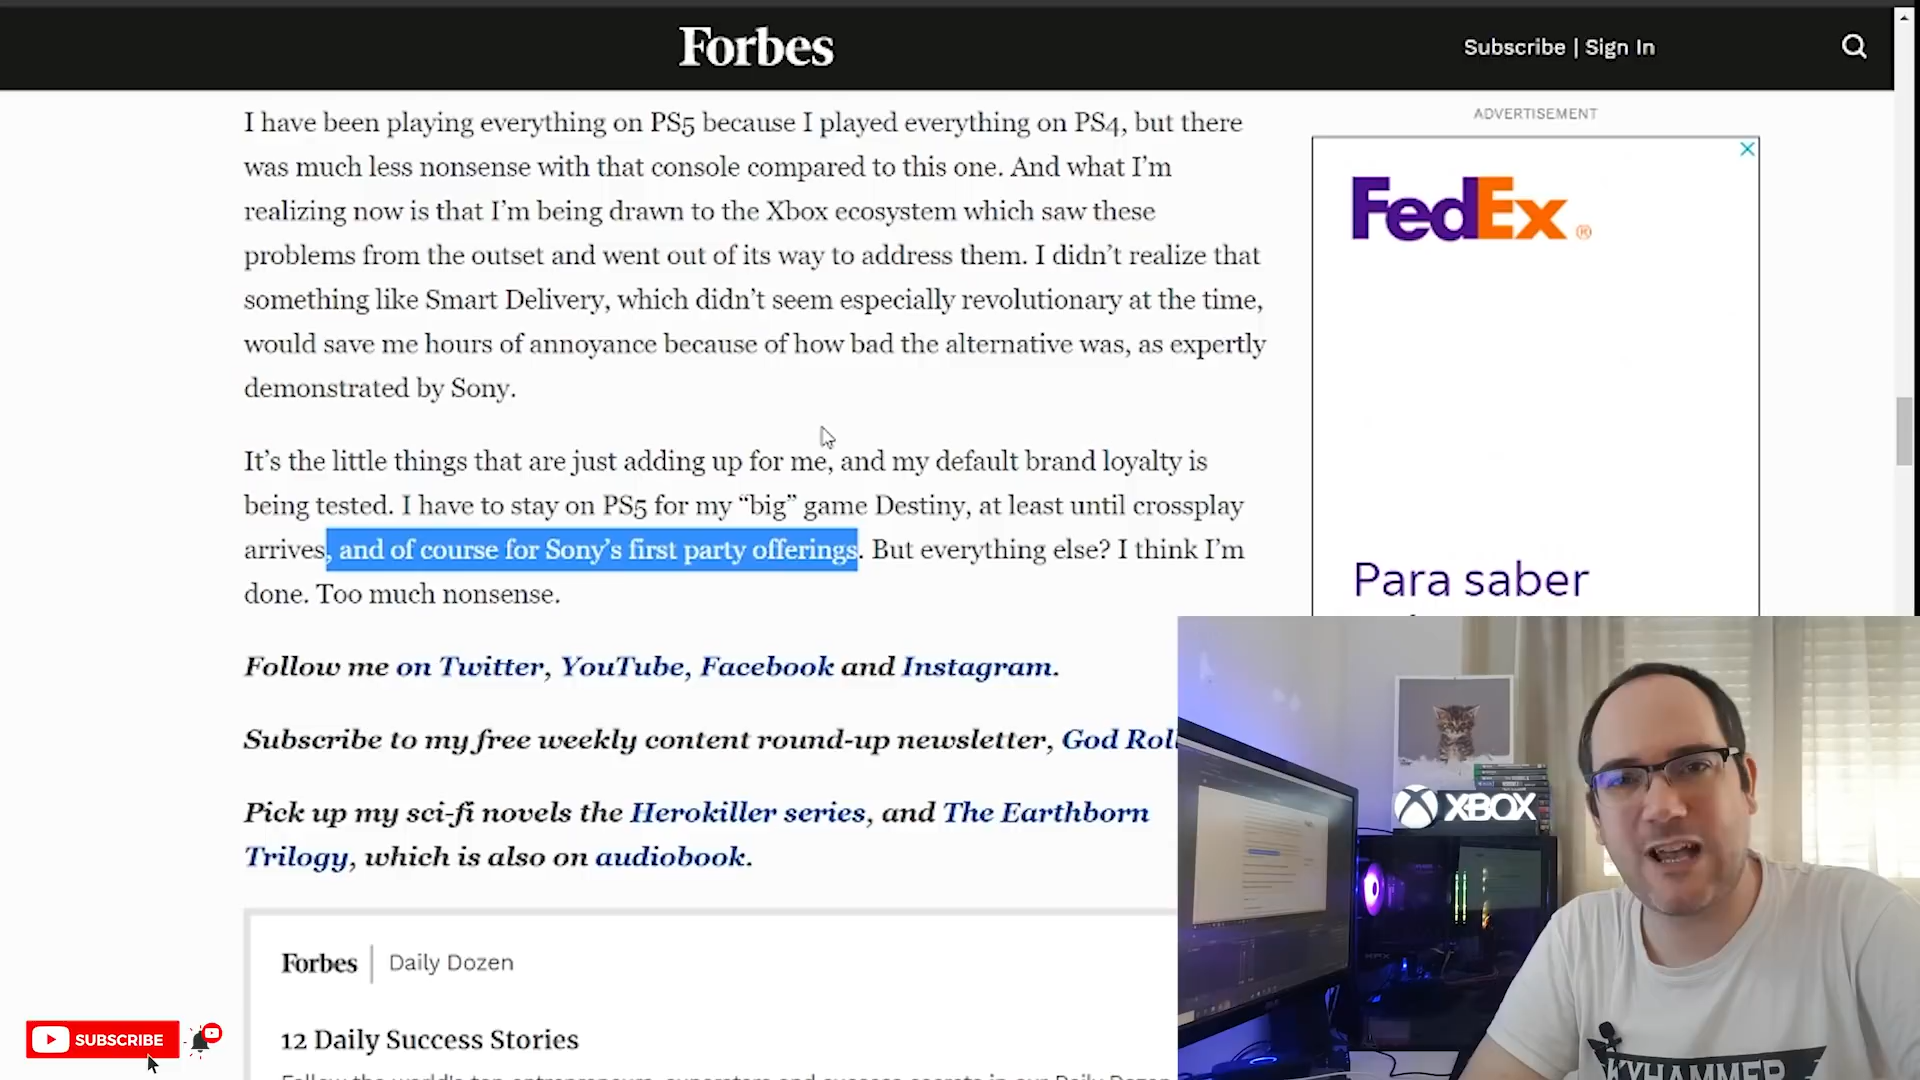 Forbes
Subscribe | Sign In
I have been playing everything on PS5 because I played everything on PS4, but there
was much less nonsense with that console compared to this one. And what I’m
realizing now is that I’m being drawn to the Xbox ecosystem which saw these
problems from the outset and went out of its way to address them. I didn’t realize that
something like Smart Delivery, which didn’t seem especially revolutionary at the time,
would save me hours of annoyance because of how bad the alternative was, as expertly
demonstrated by Sony.
It’s the little things that are just adding up for me, and my default brand loyalty is
being tested. I have to stay on PS5 for my “big” game Destiny, at least until crossplay
arrives, and of course for Sony’s first party offerings. But everything else? I think I’m
done. Too much nonsense.
Follow me on Twitter, YouTube, Facebook and Instagram.
Subscribe to my free weekly content round-up newsletter, God Rol
Pick up my sci-fi novels the Herokiller series, and The Earthborn
Trilogy, which is also on audiobook.
Forbes | Daily Dozen
12 Daily Success Stories
ADVERTISEMENT
FedEx®
Para saber
XBOX
KYHAMMER
SUBSCRIBE